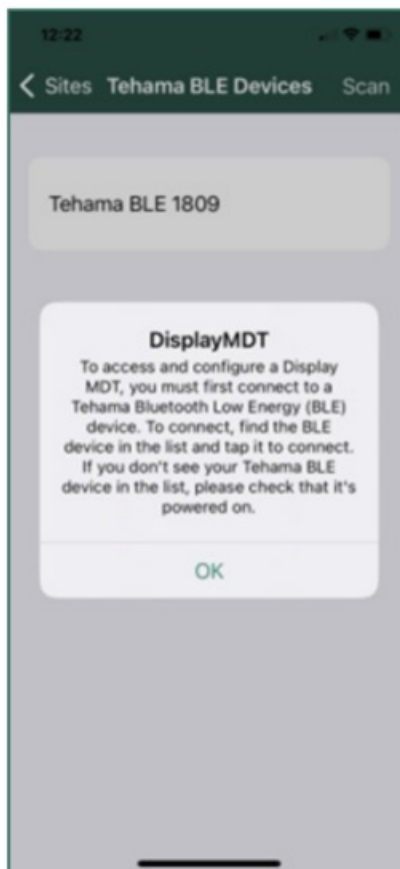 12:22
Sites Tehama BLE Devices Scan
Tehama BLE 1809
DisplayMDT
To access and configure a Display
MDT, you must first connect to a
Tehama Bluetooth Low Energy (BLE)
device. To connect, find the BLE
device in the list and tap it to connect.
If you don't see your Tehama BLE
device in the list, please check that it's
powered on.
OK